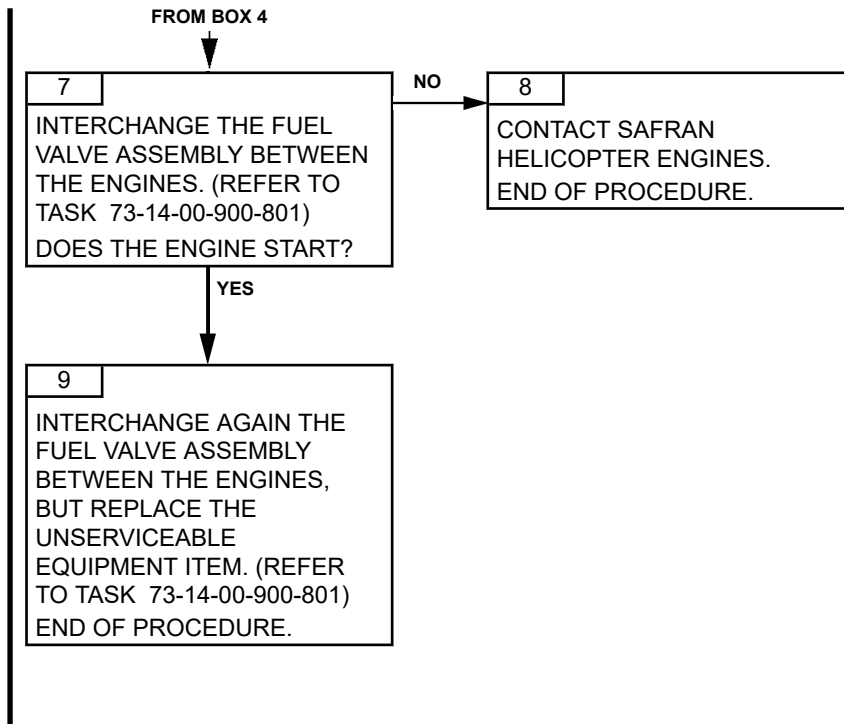 FROM BOX 4
7
INTERCHANGE THE FUEL
VALVE ASSEMBLY BETWEEN
THE ENGINES. (REFER TO
TASK 73-14-00-900-801)
DOES THE ENGINE START?
NO
8
CONTACT SAFRAN
HELICOPTER ENGINES.
END OF PROCEDURE.
YES
9
INTERCHANGE AGAIN THE
FUEL VALVE ASSEMBLY
BETWEEN THE ENGINES,
BUT REPLACE THE
UNSERVICEABLE
EQUIPMENT ITEM. (REFER
TO TASK 73-14-00-900-801)
END OF PROCEDURE.